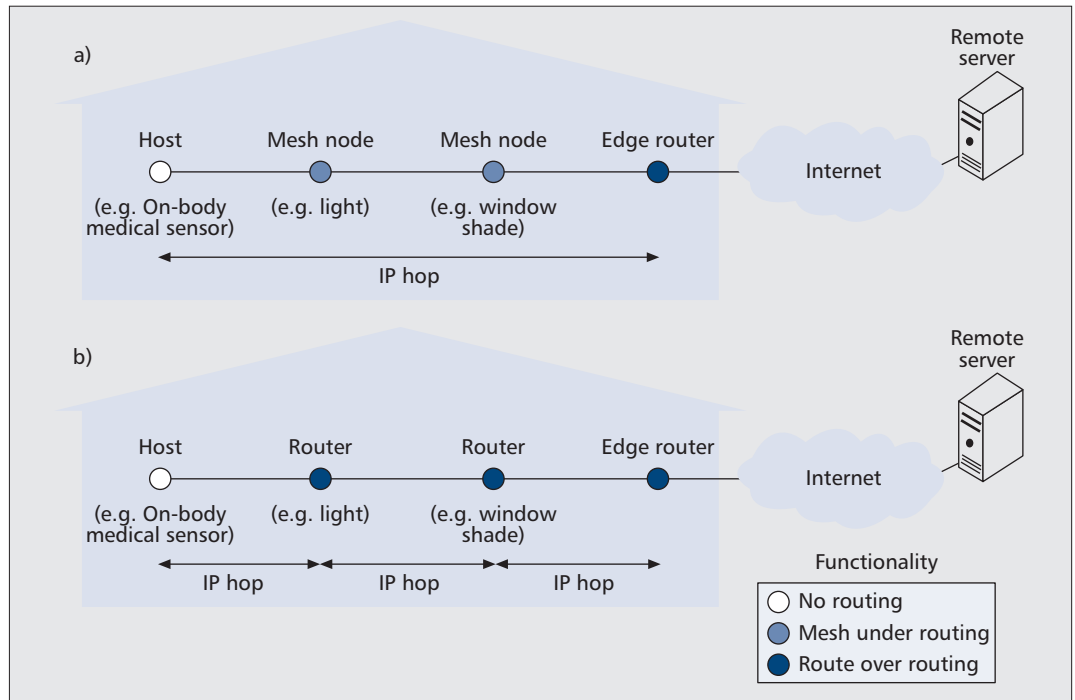 a)
Remote
server
Host
Mesh node
Mesh node
Edge router
Internet
(e.g. On-body
medical sensor)
(e.g. light)
(e.g. window
shade)
IP hop
b)
Remote
server
Host
Router
Router
Edge router
Internet
(e.g. On-body
medical sensor)
(e.g. light)
(e.g. window
shade)
IP hop
IP hop
IP hop
Functionality
No routing
Mesh under routing
Route over routing